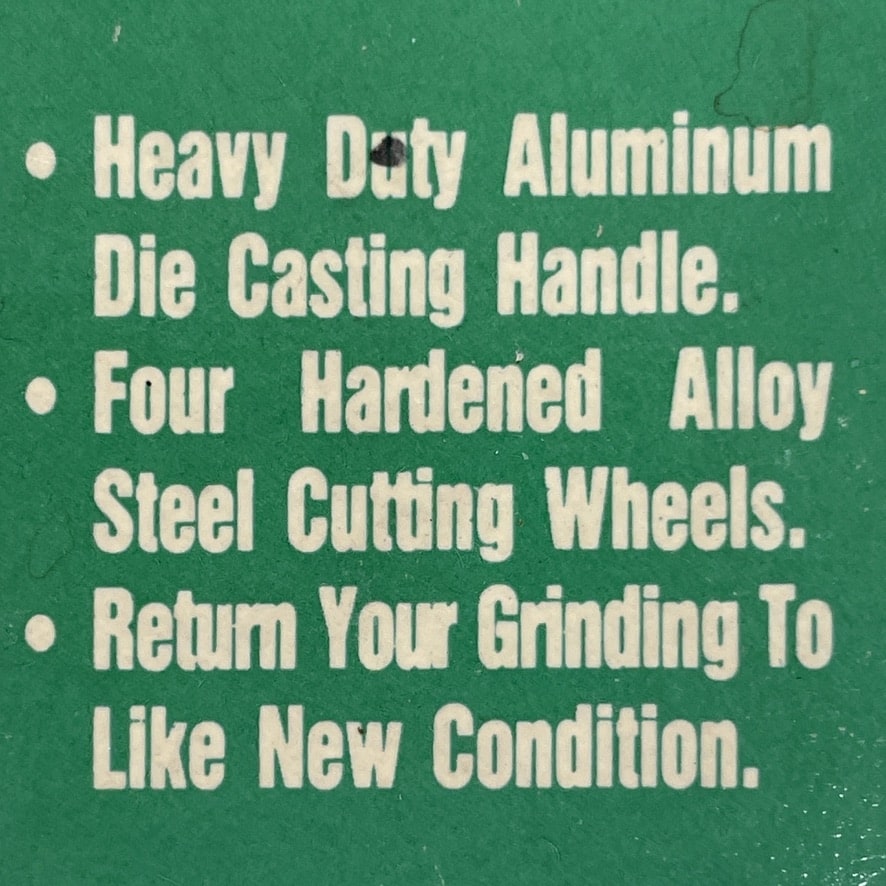 • Heavy Duty Aluminum
Die Casting Handle.
• Four Hardened Alloy
Steel Cutting Wheels.
• Return Your Grinding To
Like New Condition.